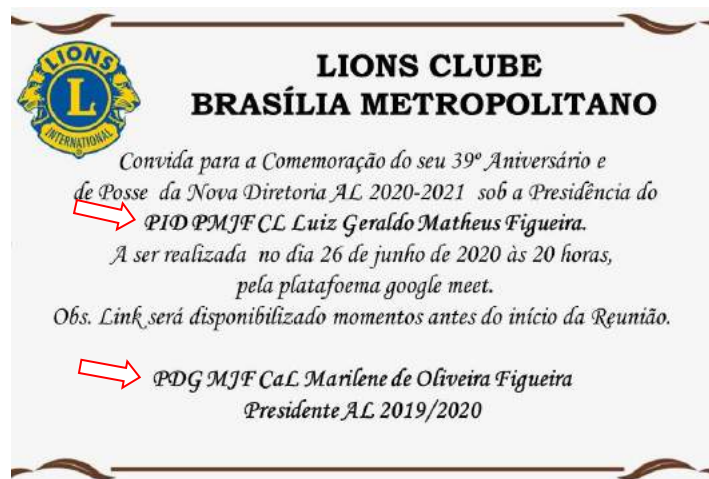 LIONS
L
INTERNATIONAL
LIONS CLUBE
BRASÍLIA METROPOLITANO
Convida para a Comemoração do seu 39º Aniversário e
de Posse da Nova Diretoria AL 2020-2021 sob a Presidência do
PID PMJF CL Luiz Geraldo Matheus Figueira.
A ser realizada no dia 26 de junho de 2020 às 20 horas,
pela platafoema google meet.
Obs. Link será disponibilizado momentos antes do início da Reunião.
PDG MJF CaL Marilene de Oliveira Figueira
Presidente AL 2019/2020